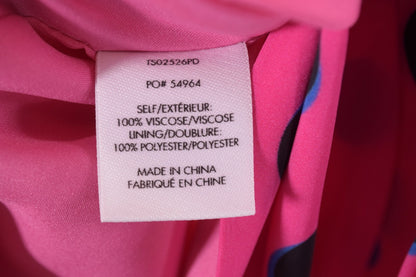 TS02526PD
PO# 54964
SELF/EXTÉRIEUR:
100% VISCOSE/VISCOSE
LINING/DOUBLURE:
100% POLYESTER/POLYESTER
MADE IN CHINA
FABRIQUÉ EN CHINE